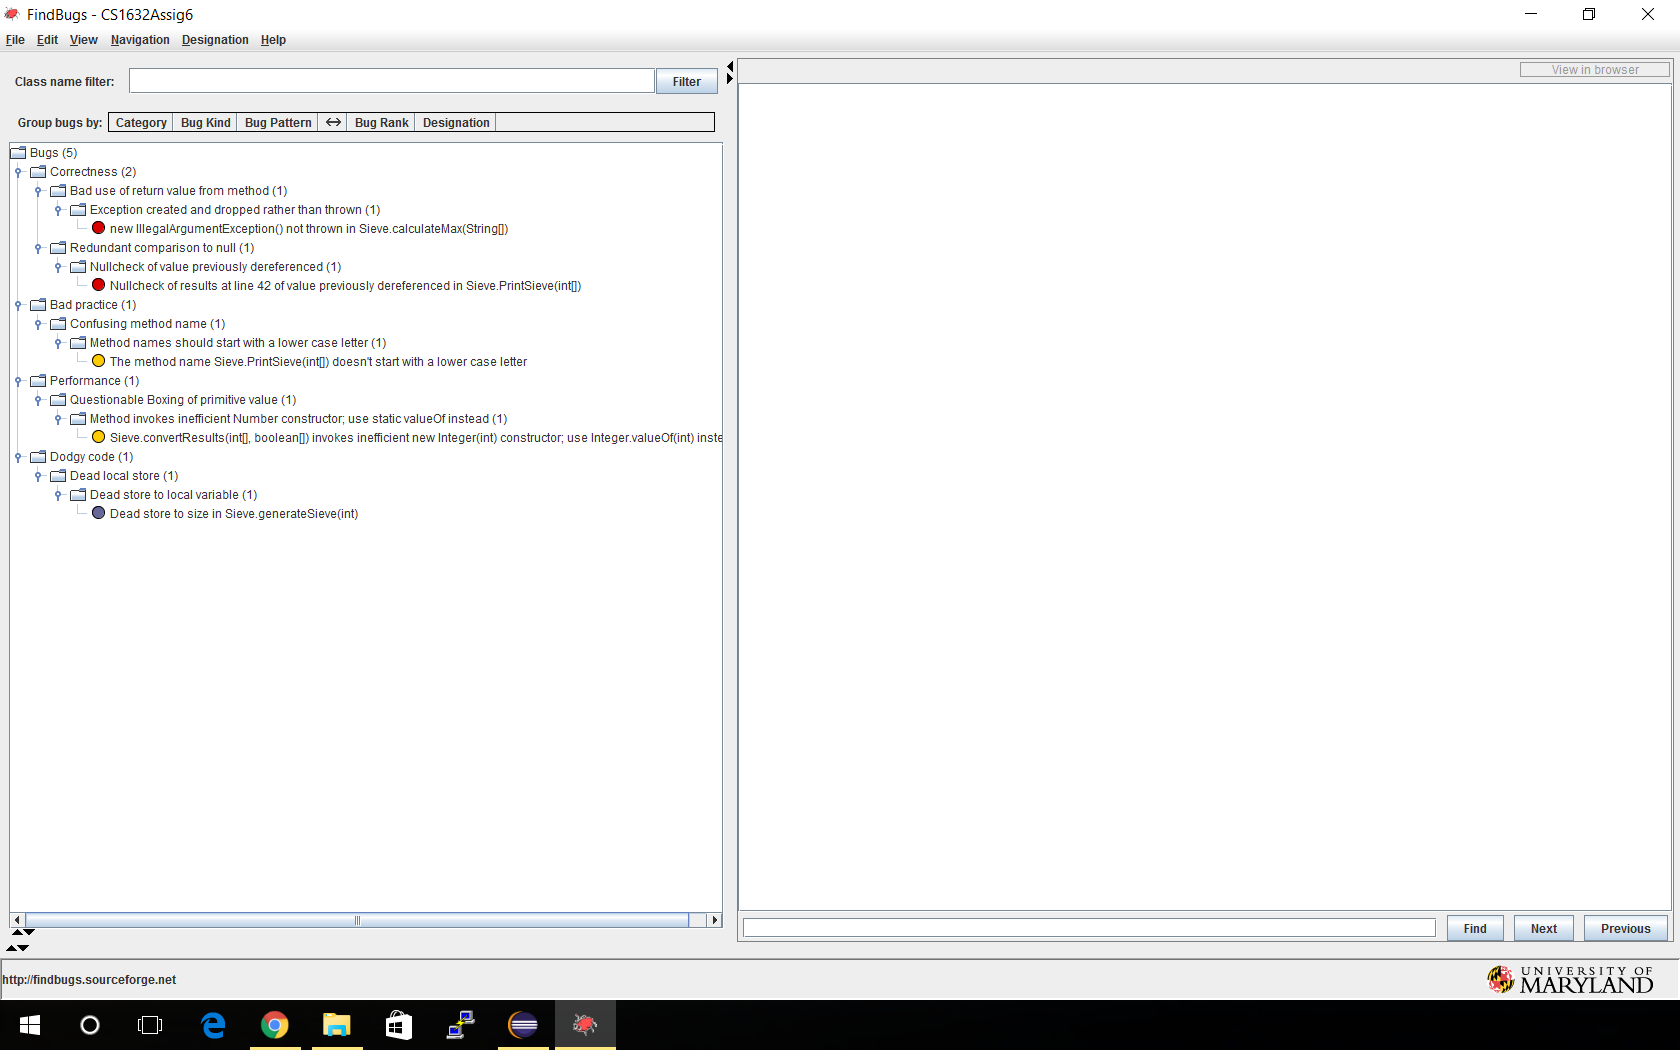 FindBugs - CS1632Assig6
File Edit View Navigation Designation Help
Class name filter:
Filter
View in browser
Group bugs by: Category Bug Kind Bug Pattern Bug Rank Designation
Bugs (5)
Correctness (2)
Bad use of return value from method (1)
Exception created and dropped rather than thrown (1)
new IllegalArgumentException() not thrown in Sieve.calculateMax(String[])
Redundant comparison to null (1)
Nullcheck of value previously dereferenced (1)
Nullcheck of results at line 42 of value previously dereferenced in Sieve.PrintSieve(int[])
Bad practice (1)
Confusing method name (1)
Method names should start with a lower case letter (1)
The method name Sieve.PrintSieve(int[]) doesn't start with a lower case letter
Performance (1)
Questionable Boxing of primitive value (1)
Method invokes inefficient Number constructor; use static valueOf instead (1)
Sieve.convertResults(int[], boolean[]) invokes inefficient new Integer(int) constructor; use Integer.valueOf(int) inste
Dodgy code (1)
Dead local store (1)
Dead store to local variable (1)
Dead store to size in Sieve.generateSieve(int)
Find Next Previous
http://findbugs.sourceforge.net
UNIVERSITY OF
MARYLAND